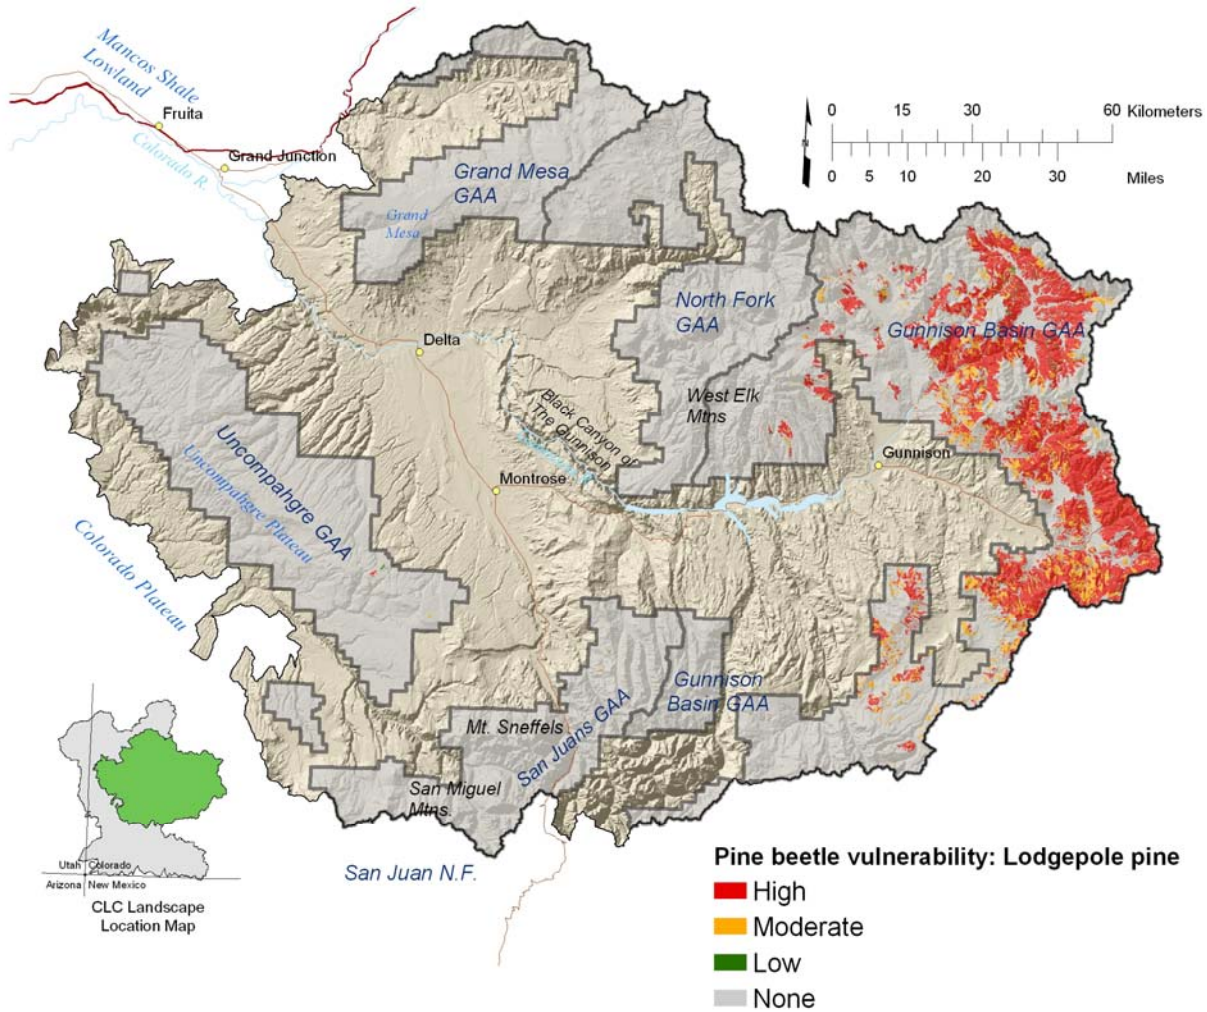 Mancos Shale
Lowland
Fruita
Colorado R.
Grand Junction
0 15 30 60 Kilometers
N
0 5 10 20 30 Miles
Grand Mesa
GAA
Grand
Mesa
North Fork
GAA
Gunnison Basin GAA
Delta
West Elk
Mtns
Black Canyon of
The Gunnison
Gunnison
Montrose
Uncompahgre GAA
Uncompahgre Plateau
Colorado Plateau
Gunnison
Basin GAA
Mt. Sneffels
San Juans GAA
San Miguel
Mtns.
San Juan N.F.
Utah Colorado
Arizona New Mexico
CLC Landscape
Location Map
Pine beetle vulnerability: Lodgepole pine
High
Moderate
Low
None